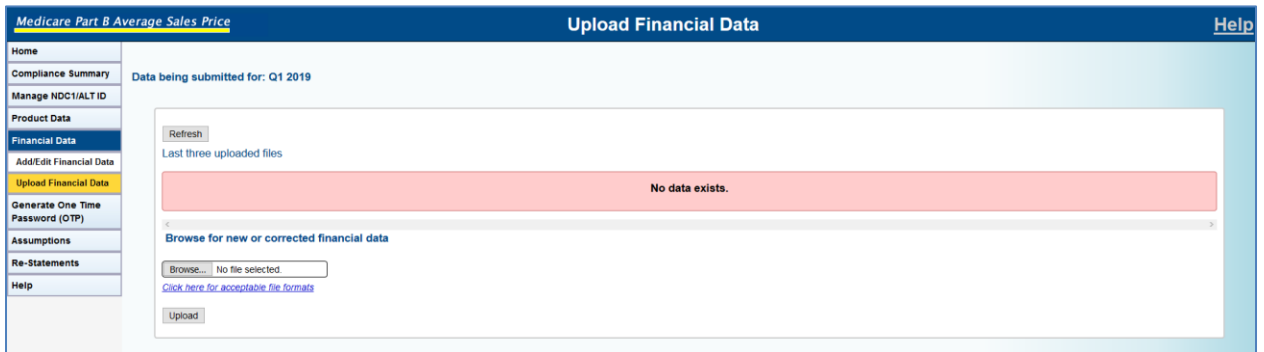 Medicare Part B Average Sales Price
Upload Financial Data
Help
Home
Compliance Summary
Manage NDC1/ALT ID
Product Data
Financial Data
Add/Edit Financial Data
Upload Financial Data
Generate One Time
Password (OTP)
Assumptions
Re-Statements
Help
Data being submitted for: Q1 2019
Refresh
Last three uploaded files
No data exists.
Browse for new or corrected financial data
Browse... No file selected.
Click here for acceptable file formats
Upload